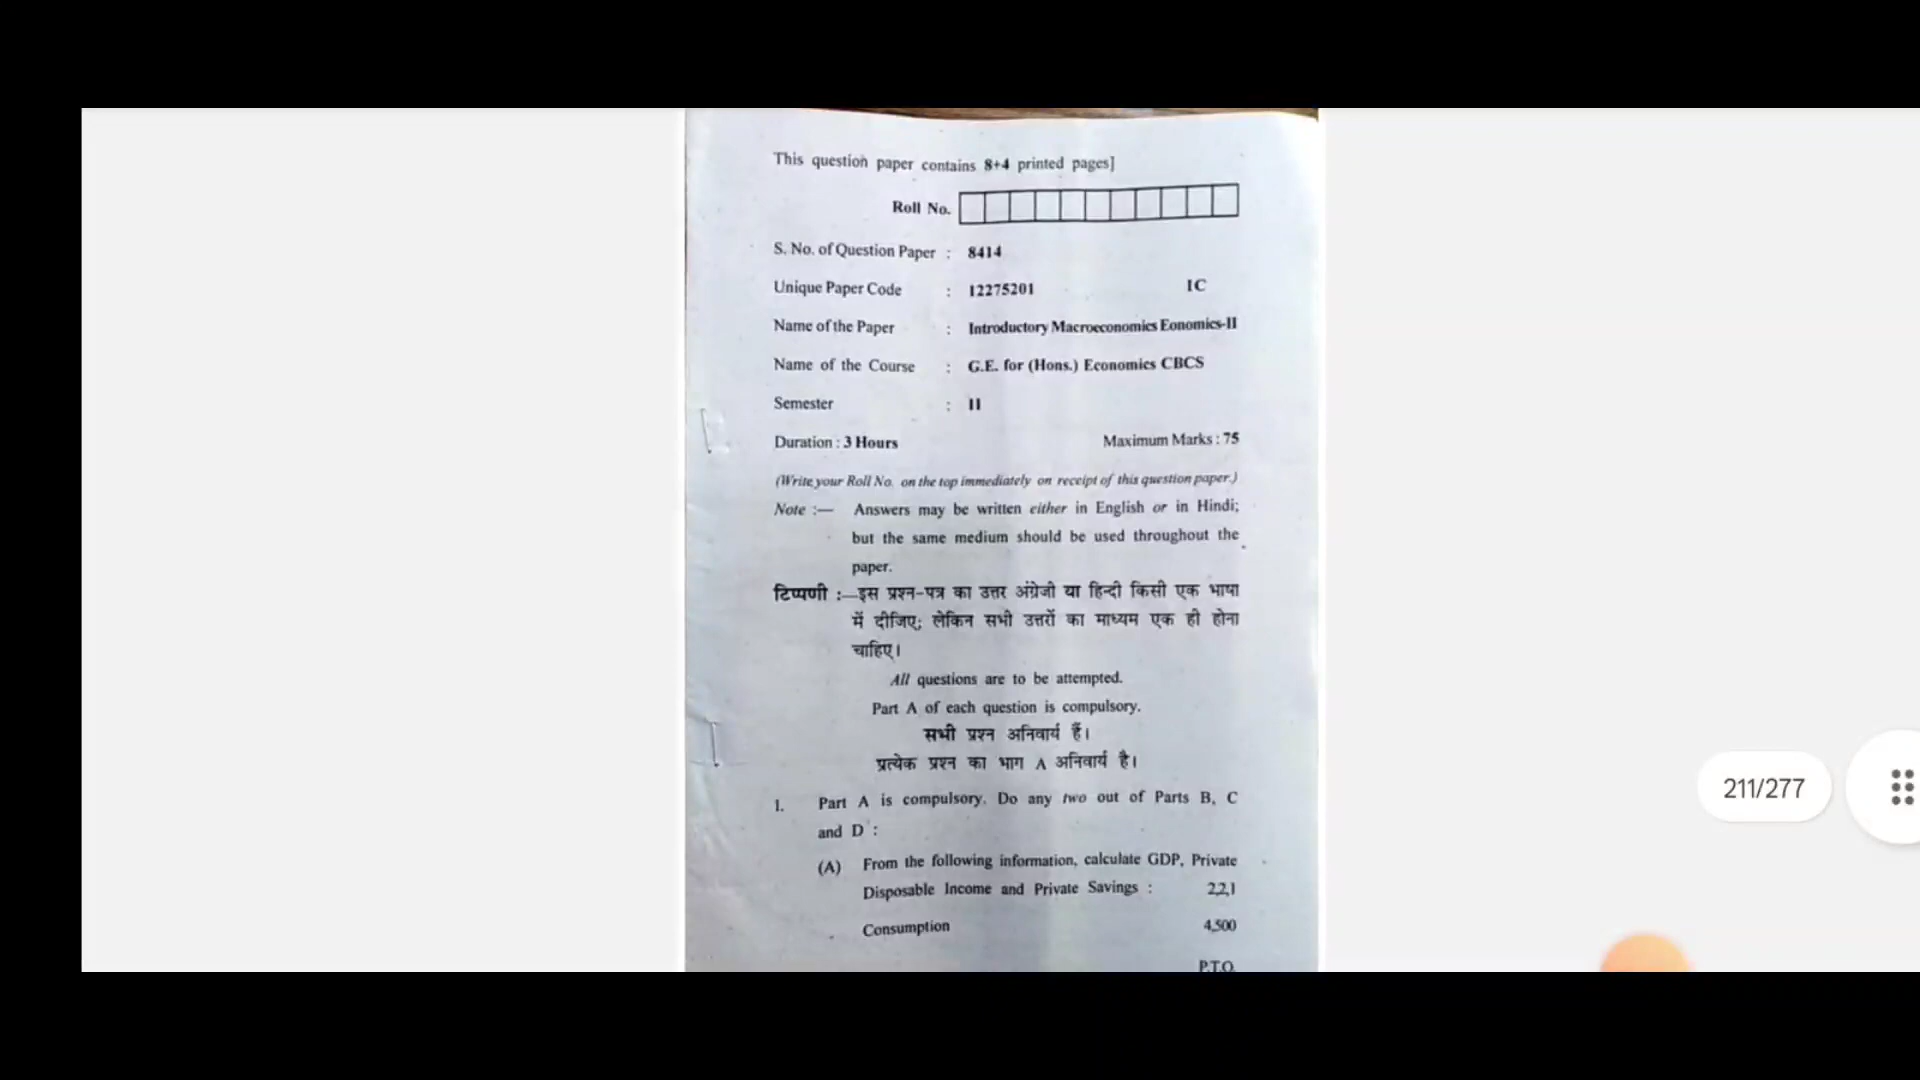 This question paper contains 8+4 printed pages]
Roll No.
S. No. of Question Paper : 8414
Unique Paper Code : 12275201 IC
Name of the Paper : Introductory Macroeconomics Eonomics-II
Name of the Course : G.E. for (Hons.) Economics CBCS
Semester : II
Duration : 3 Hours Maximum Marks : 75
(Write your Roll No. on the top immediately on receipt of this question paper.)
Note :— Answers may be written either in English or in Hindi;
but the same medium should be used throughout the
paper.
टिप्पणी :—इस प्रश्न-पत्र का उत्तर अंग्रेजी या हिन्दी किसी एक भाषा
में दीजिए; लेकिन सभी उत्तरों का माध्यम एक ही होना
चाहिए।
All questions are to be attempted.
Part A of each question is compulsory.
सभी प्रश्न अनिवार्य हैं।
प्रत्येक प्रश्न का भाग A अनिवार्य है।
1. Part A is compulsory. Do any two out of Parts B, C
and D :
(A) From the following information, calculate GDP, Private
Disposable Income and Private Savings : 2,2,1
Consumption 4,500
P.T.O.
211/277